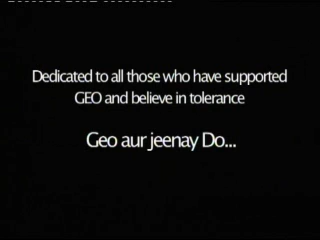 Dedicated to all those who have supported
GEO and believe in tolerance
Geo aur jeenay Do...